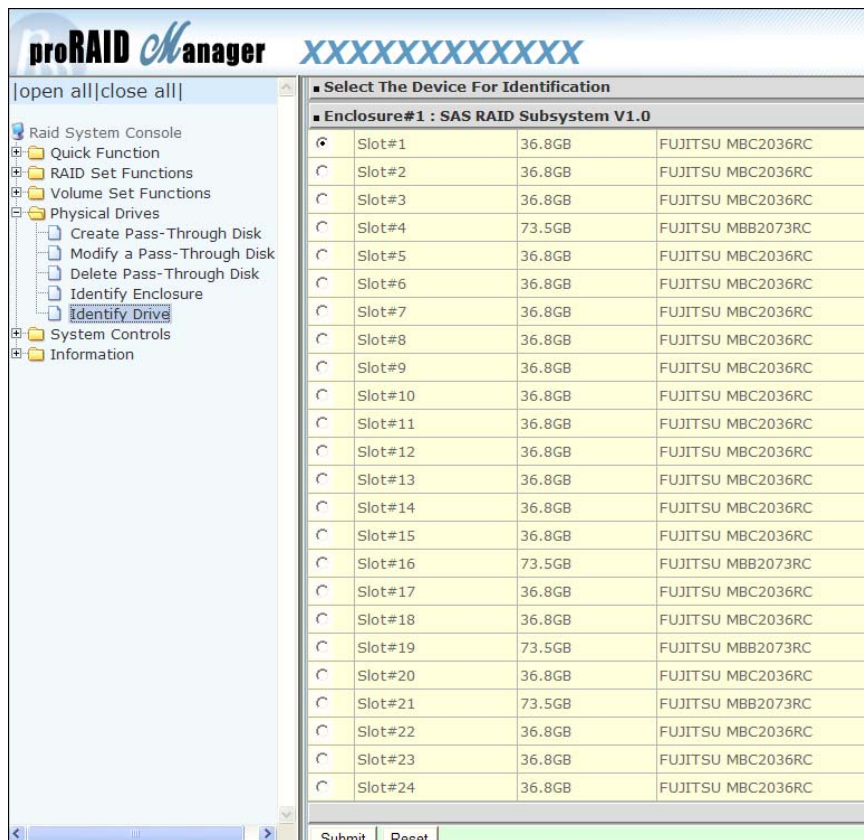 proRAID Manager XXXXXXXXXXXXX
|open all|close all|
Raid System Console
Quick Function
RAID Set Functions
Volume Set Functions
Physical Drives
Create Pass-Through Disk
Modify a Pass-Through Disk
Delete Pass-Through Disk
Identify Enclosure
Identify Drive
System Controls
Information
Select The Device For Identification
Enclosure#1 : SAS RAID Subsystem V1.0
Slot#1 36.8GB FUJITSU MBC2036RC
Slot#2 36.8GB FUJITSU MBC2036RC
Slot#3 36.8GB FUJITSU MBC2036RC
Slot#4 73.5GB FUJITSU MBB2073RC
Slot#5 36.8GB FUJITSU MBC2036RC
Slot#6 36.8GB FUJITSU MBC2036RC
Slot#7 36.8GB FUJITSU MBC2036RC
Slot#8 36.8GB FUJITSU MBC2036RC
Slot#9 36.8GB FUJITSU MBC2036RC
Slot#10 36.8GB FUJITSU MBC2036RC
Slot#11 36.8GB FUJITSU MBC2036RC
Slot#12 36.8GB FUJITSU MBC2036RC
Slot#13 36.8GB FUJITSU MBC2036RC
Slot#14 36.8GB FUJITSU MBC2036RC
Slot#15 36.8GB FUJITSU MBC2036RC
Slot#16 73.5GB FUJITSU MBB2073RC
Slot#17 36.8GB FUJITSU MBC2036RC
Slot#18 36.8GB FUJITSU MBC2036RC
Slot#19 73.5GB FUJITSU MBB2073RC
Slot#20 36.8GB FUJITSU MBC2036RC
Slot#21 73.5GB FUJITSU MBB2073RC
Slot#22 36.8GB FUJITSU MBC2036RC
Slot#23 36.8GB FUJITSU MBC2036RC
Slot#24 36.8GB FUJITSU MBC2036RC
Submit Reset